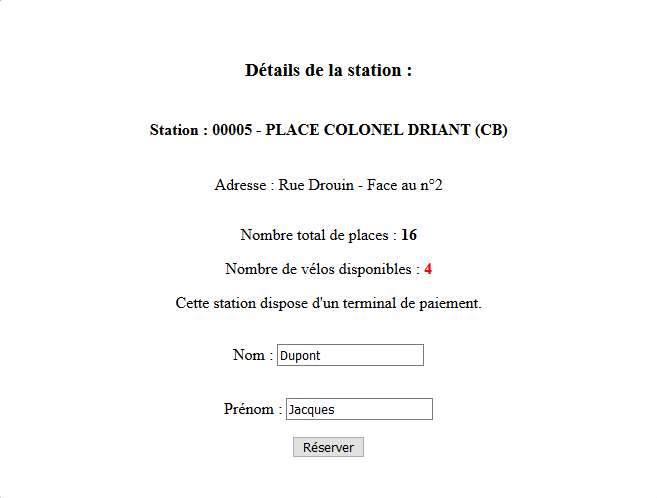 Détails de la station :
Station : 00005 - PLACE COLONEL DRIANT (CB)
Adresse : Rue Drouin - Face au n°2
Nombre total de places : 16
Nombre de vélos disponibles : 4
Cette station dispose d'un terminal de paiement.
Nom : Dupont
Prénom : Jacques
Réserver